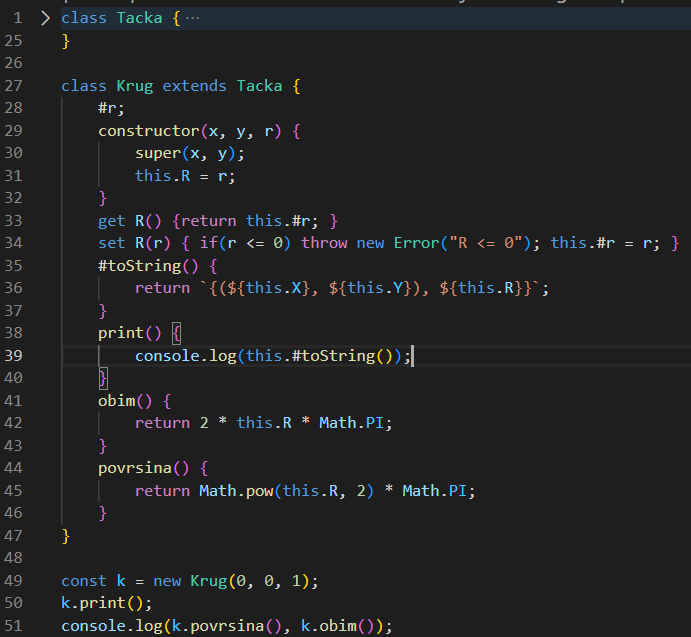 1 > class Tacka { ...
25 }
26
27 class Krug extends Tacka {
28 #r;
29 constructor(x, y, r) {
30 super(x, y);
31 this.R = r;
32 }
33 get R() {return this.#r; }
34 set R(r) { if(r <= 0) throw new Error("R <= 0"); this.#r = r; }
35 #toString() {
36 return `{(${this.X}, ${this.Y}), ${this.R}}`;
37 }
38 print() {
39 console.log(this.#toString());
40 }
41 obim() {
42 return 2 * this.R * Math.PI;
43 }
44 povrsina() {
45 return Math.pow(this.R, 2) * Math.PI;
46 }
47 }
48
49 const k = new Krug(0, 0, 1);
50 k.print();
51 console.log(k.povrsina(), k.obim());